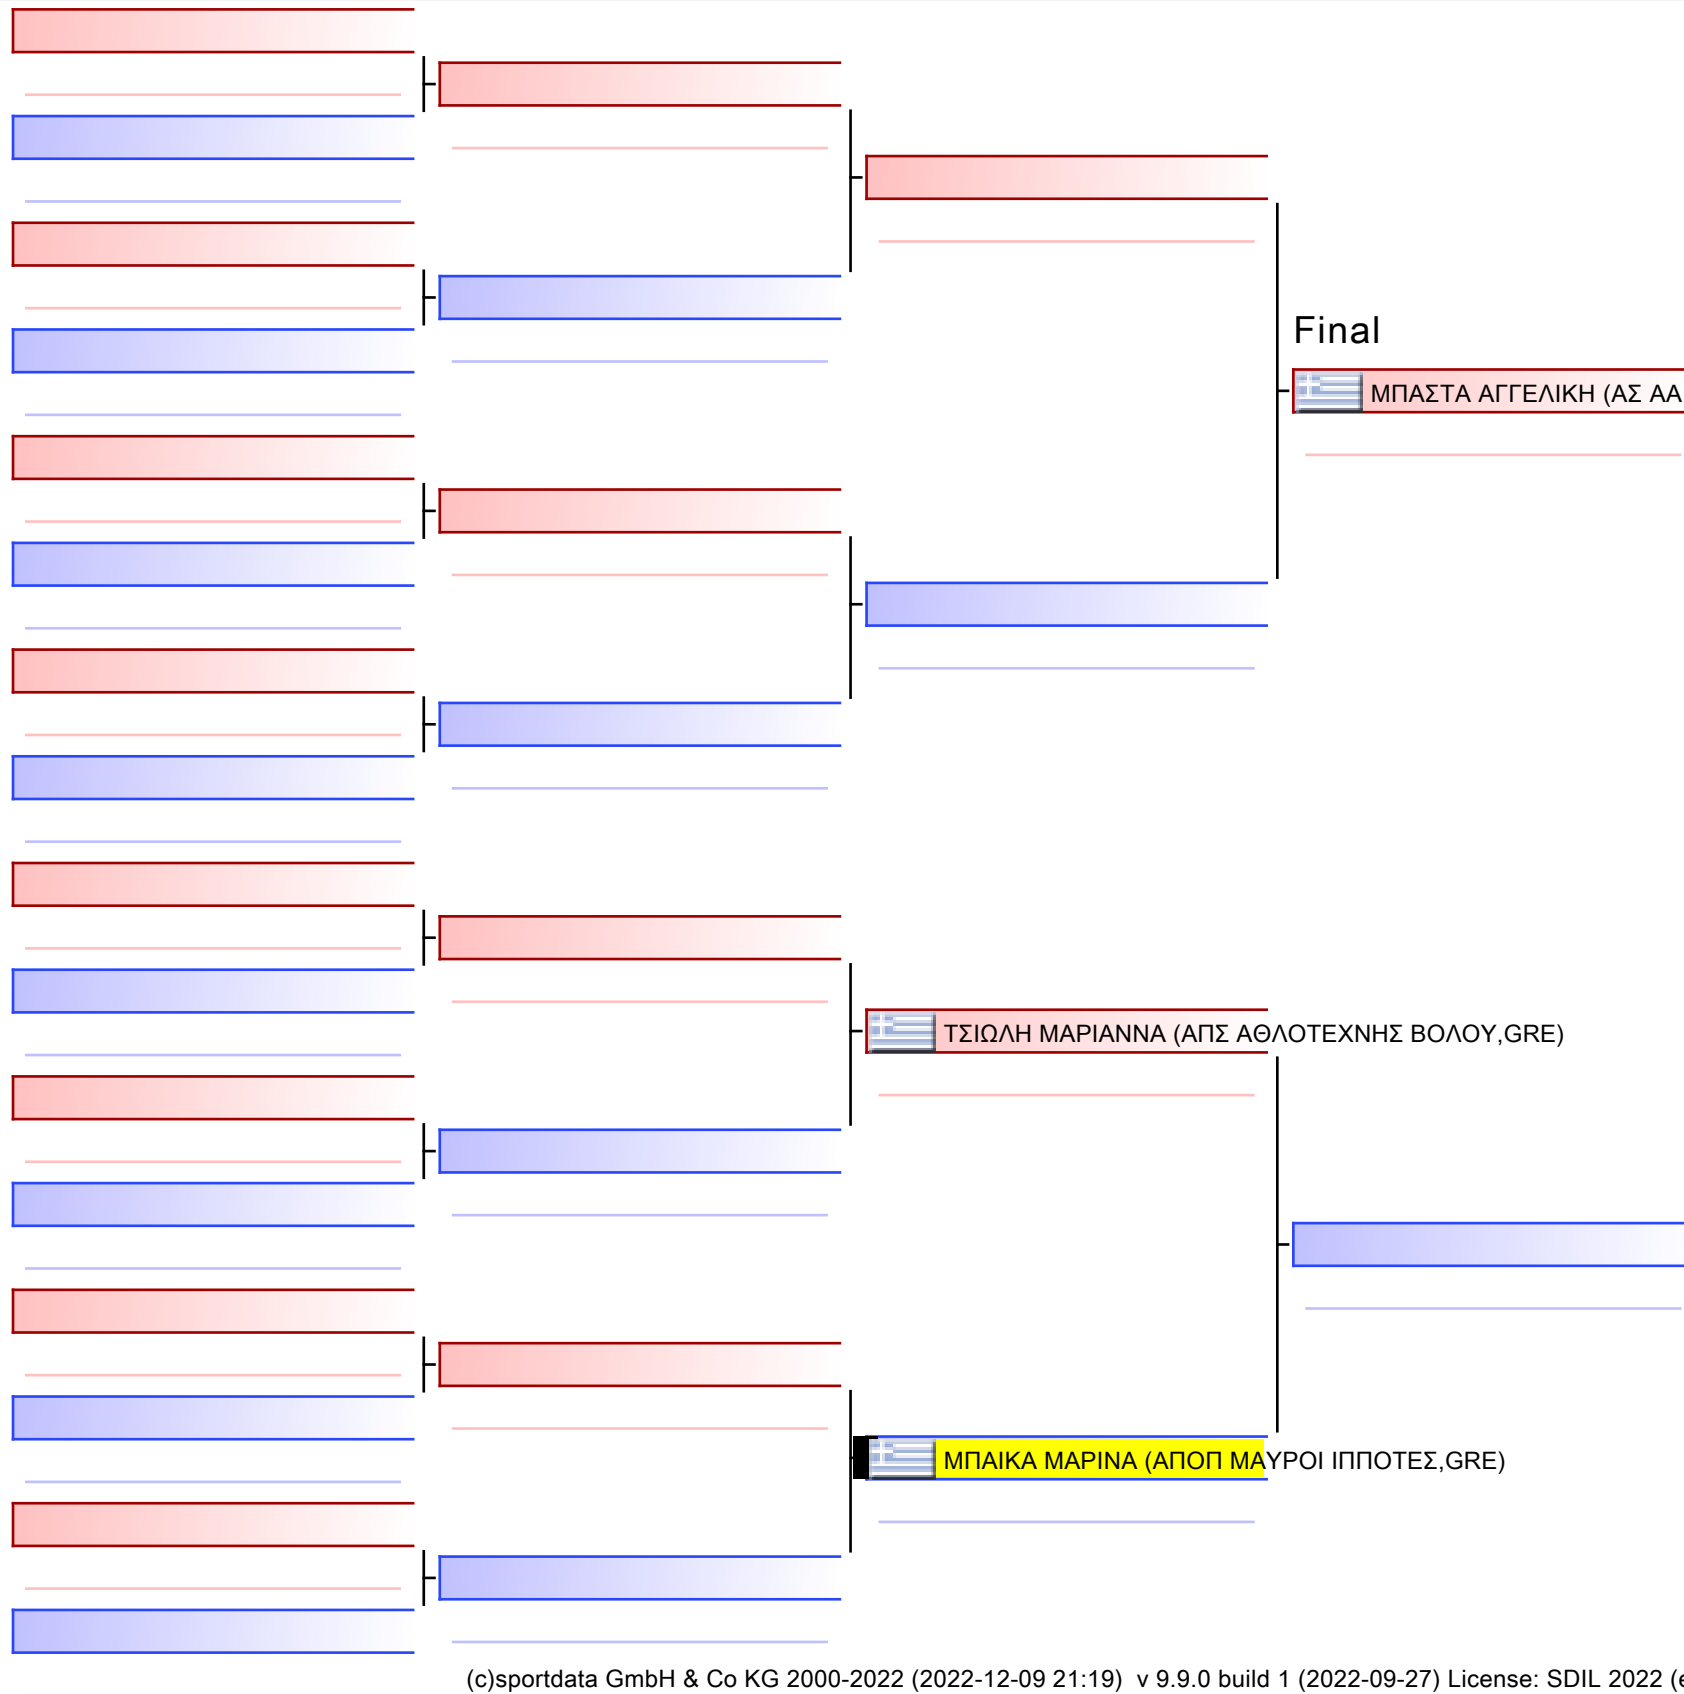 Final
ΜΠΑΣΤΑ ΑΓΓΕΛΙΚΗ (ΑΣ ΑΑ
ΤΣΙΩΛΗ ΜΑΡΙΑΝΝΑ (ΑΠΣ ΑΘΛΟΤΕΧΝΗΣ ΒΟΛΟΥ,GRE)
ΜΠΑΙΚΑ ΜΑΡΙΝΑ (ΑΠΟΠ ΜΑΥΡΟΙ ΙΠΠΟΤΕΣ,GRE)
(c)sportdata GmbH & Co KG 2000-2022 (2022-12-09 21:19) v 9.9.0 build 1 (2022-09-27) License: SDIL 2022 (e